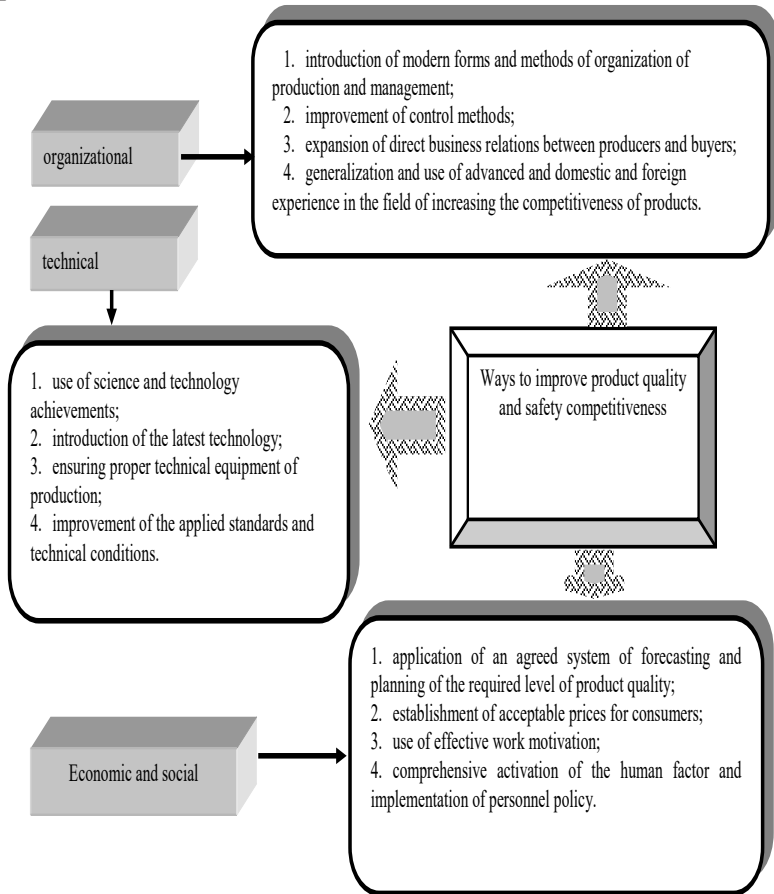 1. introduction of modern forms and methods of organization of
production and management;
2. improvement of control methods;
3. expansion of direct business relations between producers and buyers;
4. generalization and use of advanced and domestic and foreign
experience in the field of increasing the competitiveness of products.
organizational
technical
Ways to improve product quality
and safety competitiveness
1. use of science and technology
achievements;
2. introduction of the latest technology;
3. ensuring proper technical equipment of
production;
4. improvement of the applied standards and
technical conditions.
1. application of an agreed system of forecasting and
planning of the required level of product quality;
2. establishment of acceptable prices for consumers;
3. use of effective work motivation;
4. comprehensive activation of the human factor and
implementation of personnel policy.
Economic and social